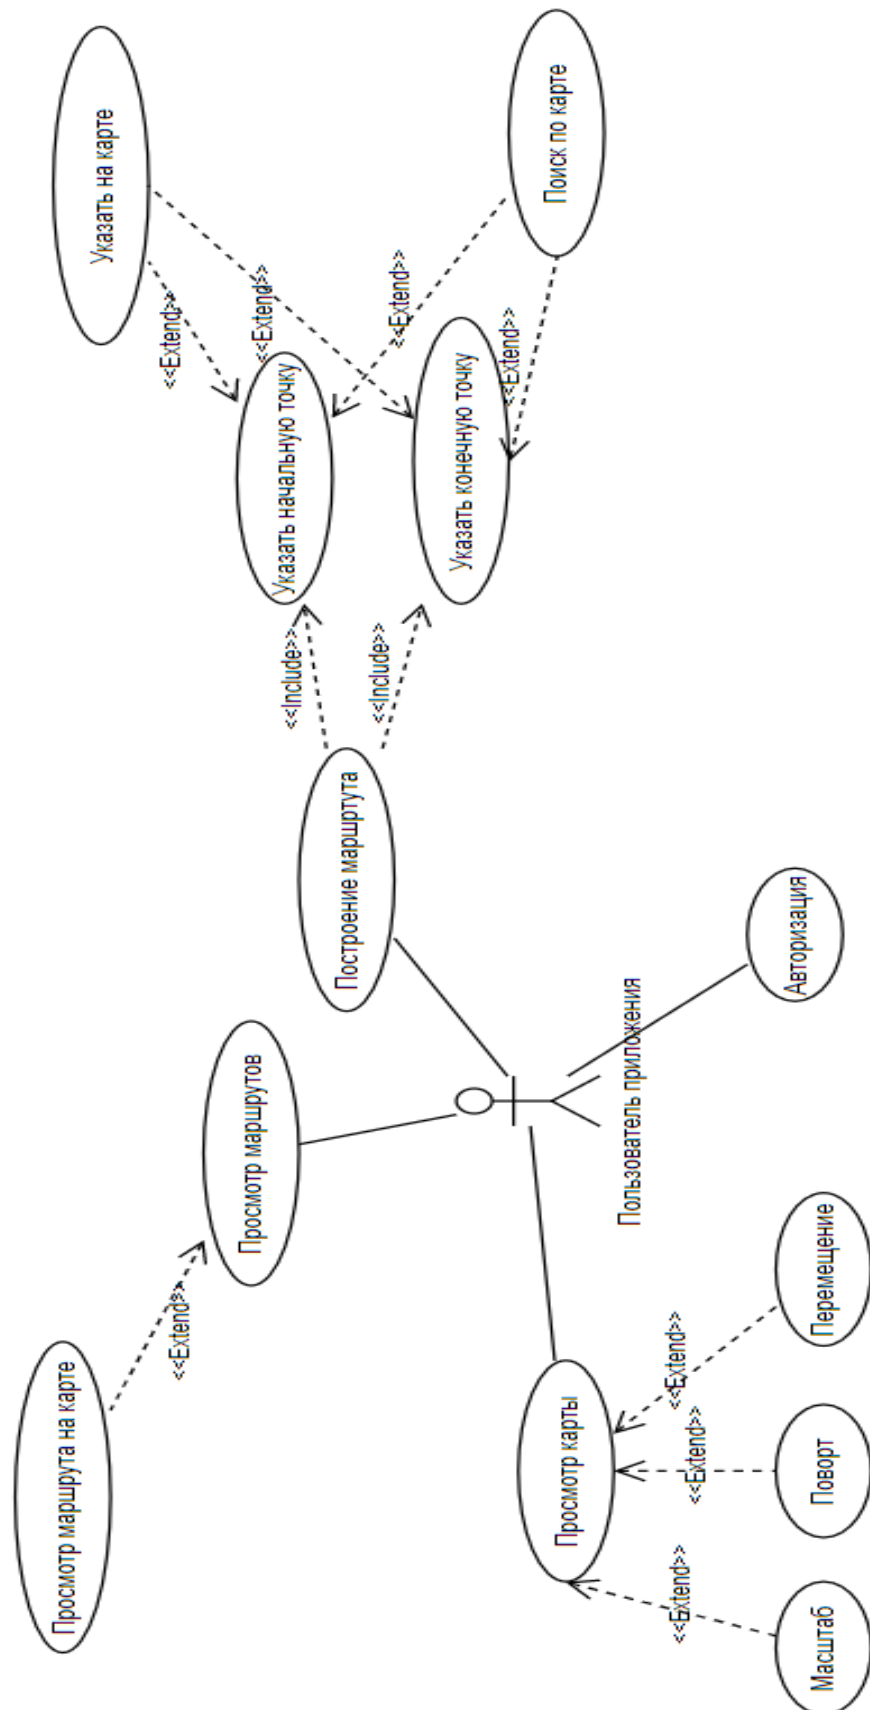 Просмотр маршрута на карте
<<Extend>>
Просмотр маршрутов
Построение маршртута
<<Include>>
<<Include>>
Указать начальную точку
Указать конечную точку
<<Extend>>
<<Extend>>
<<Extend>>
<<Extend>>
Указать на карте
Поиск по карте
Пользователь приложения
Авторизация
Просмотр карты
<<Extend>>
<<Extend>>
<<Extend>>
Масштаб
Поворт
Перемещение